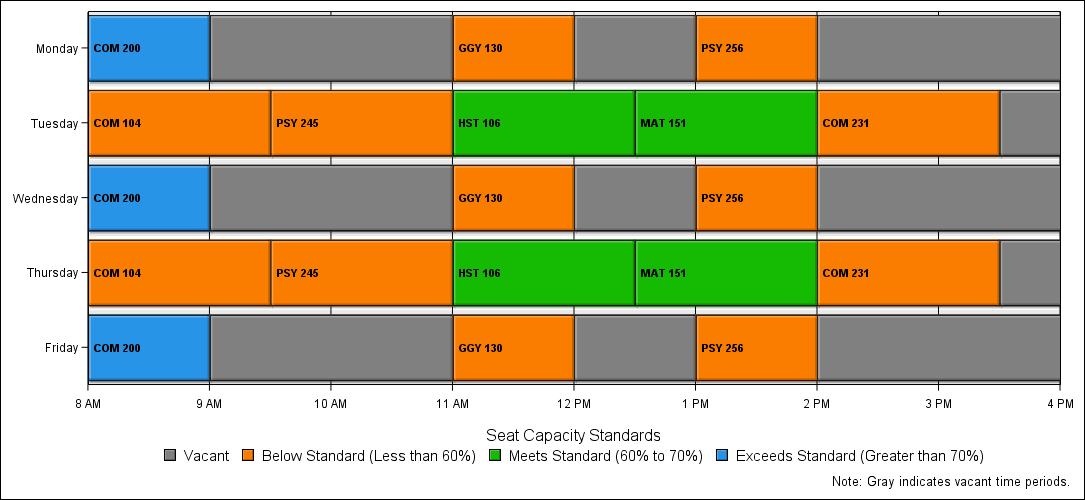 Monday COM 200 GGY 130 PSY 256
Tuesday COM 104 PSY 245 HST 106 MAT 151 COM 231
Wednesday COM 200 GGY 130 PSY 256
Thursday COM 104 PSY 245 HST 106 MAT 151 COM 231
Friday COM 200 GGY 130 PSY 256
8 AM 9 AM 10 AM 11 AM 12 PM 1 PM 2 PM 3 PM 4 PM
Seat Capacity Standards
Vacant Below Standard (Less than 60%) Meets Standard (60% to 70%) Exceeds Standard (Greater than 70%)
Note: Gray indicates vacant time periods.